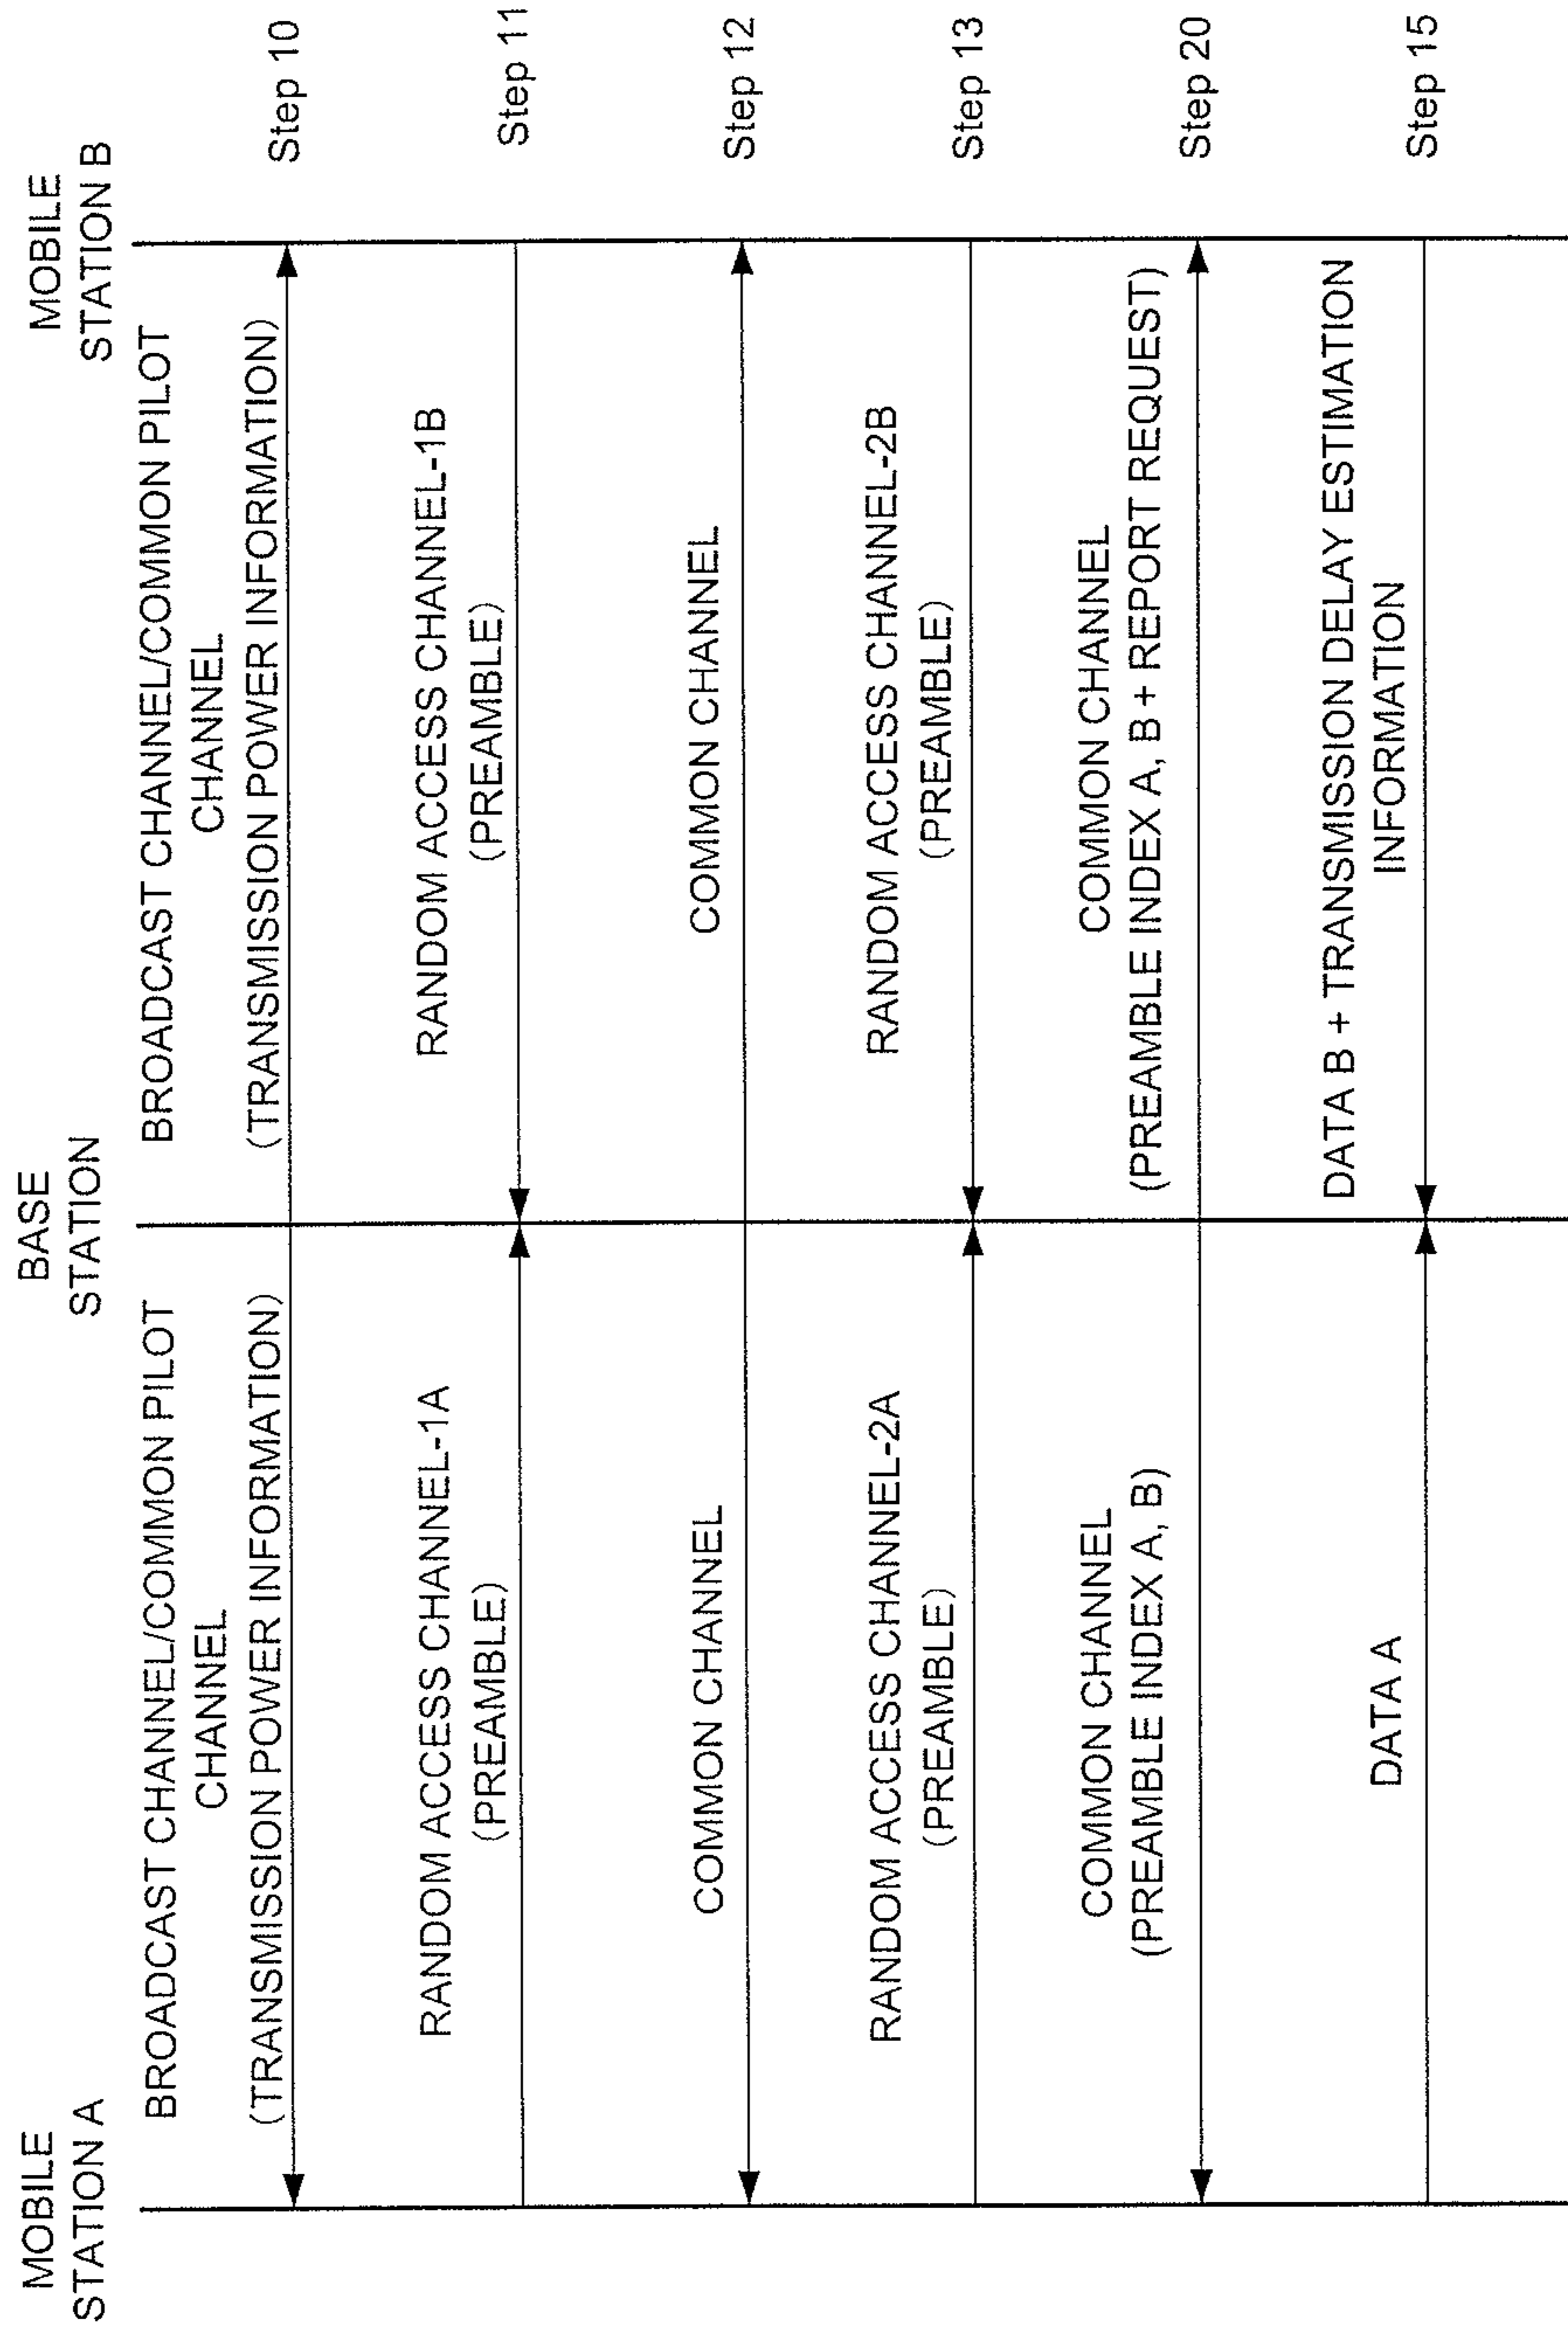 MOBILE
STATION A
BASE
STATION
MOBILE
STATION B
BROADCAST CHANNEL/COMMON PILOT
CHANNEL
(TRANSMISSION POWER INFORMATION)
BROADCAST CHANNEL/COMMON PILOT
CHANNEL
(TRANSMISSION POWER INFORMATION)
Step 10
RANDOM ACCESS CHANNEL-1A
(PREAMBLE)
RANDOM ACCESS CHANNEL-1B
(PREAMBLE)
Step 11
COMMON CHANNEL
COMMON CHANNEL
Step 12
RANDOM ACCESS CHANNEL-2A
(PREAMBLE)
RANDOM ACCESS CHANNEL-2B
(PREAMBLE)
Step 13
COMMON CHANNEL
(PREAMBLE INDEX A, B)
COMMON CHANNEL
(PREAMBLE INDEX A, B + REPORT REQUEST)
Step 20
DATA A
DATA B + TRANSMISSION DELAY ESTIMATION
INFORMATION
Step 15